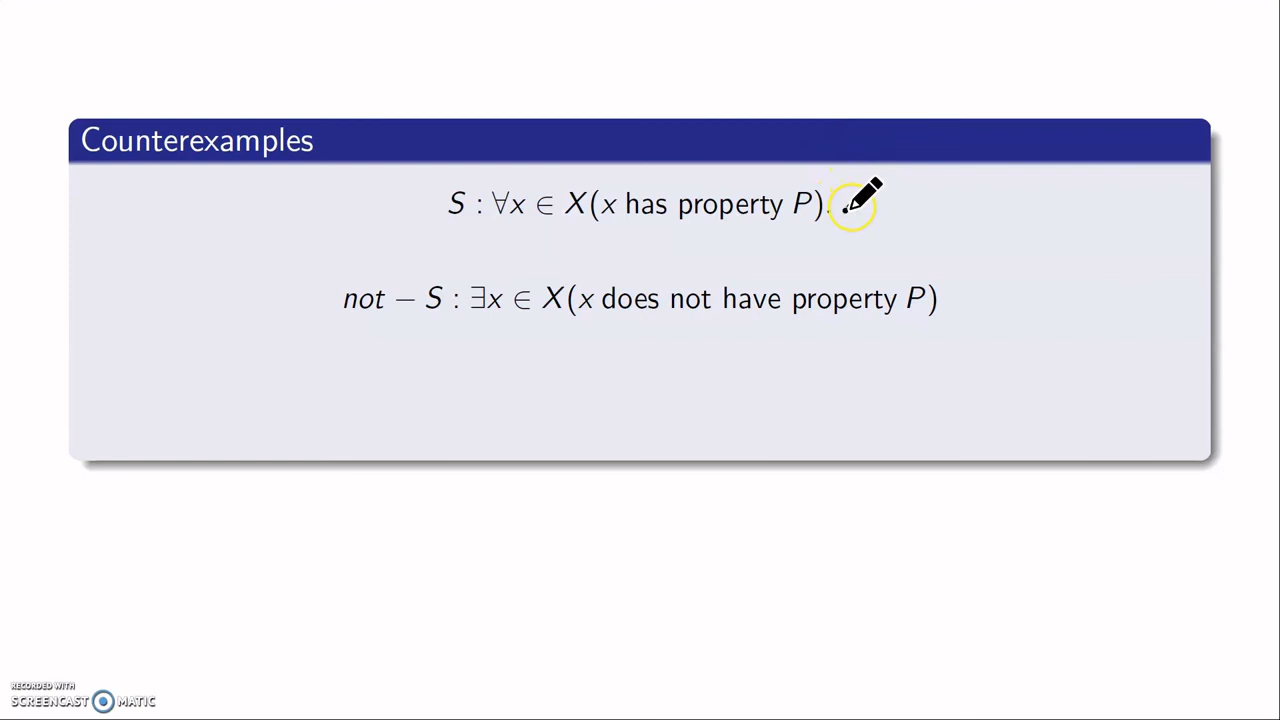 Counterexamples
S : ∀x ∈ X(x has property P).
not − S : ∃x ∈ X(x does not have property P)
RECORDED WITH
SCREENCAST MATIC